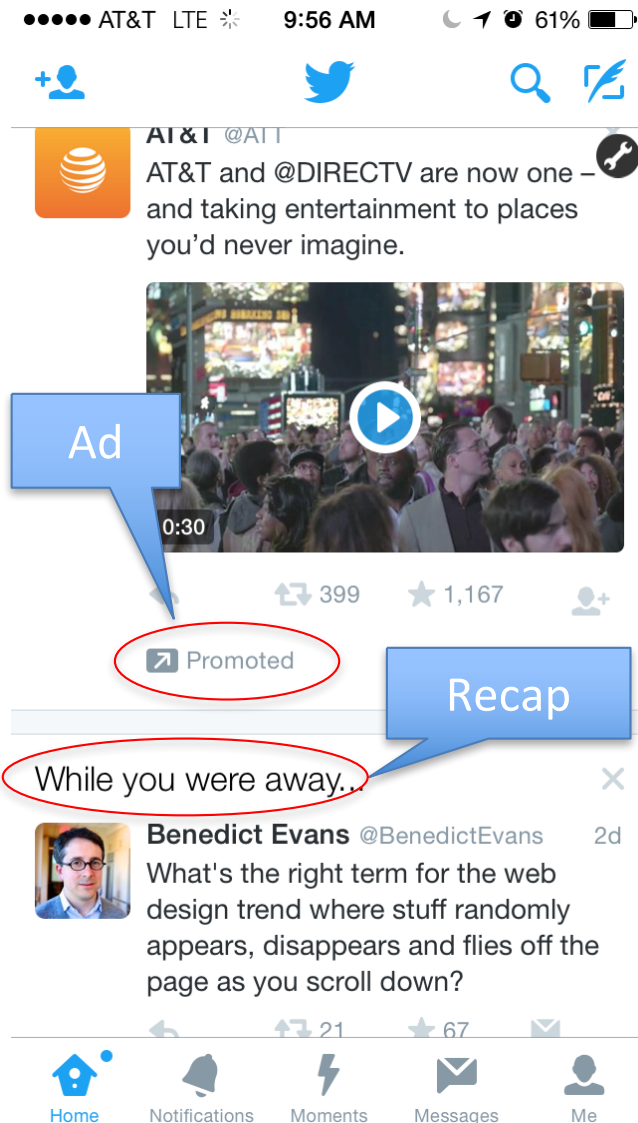 AT&T LTE 9:56 AM 61%
AT&T @ATT
AT&T and @DIRECTV are now one –
and taking entertainment to places
you’d never imagine.
Ad
0:30
399 1,167
Promoted
Recap
While you were away...
Benedict Evans @BenedictEvans 2d
What's the right term for the web
design trend where stuff randomly
appears, disappears and flies off the
page as you scroll down?
21 67
Home Notifications Moments Messages Me